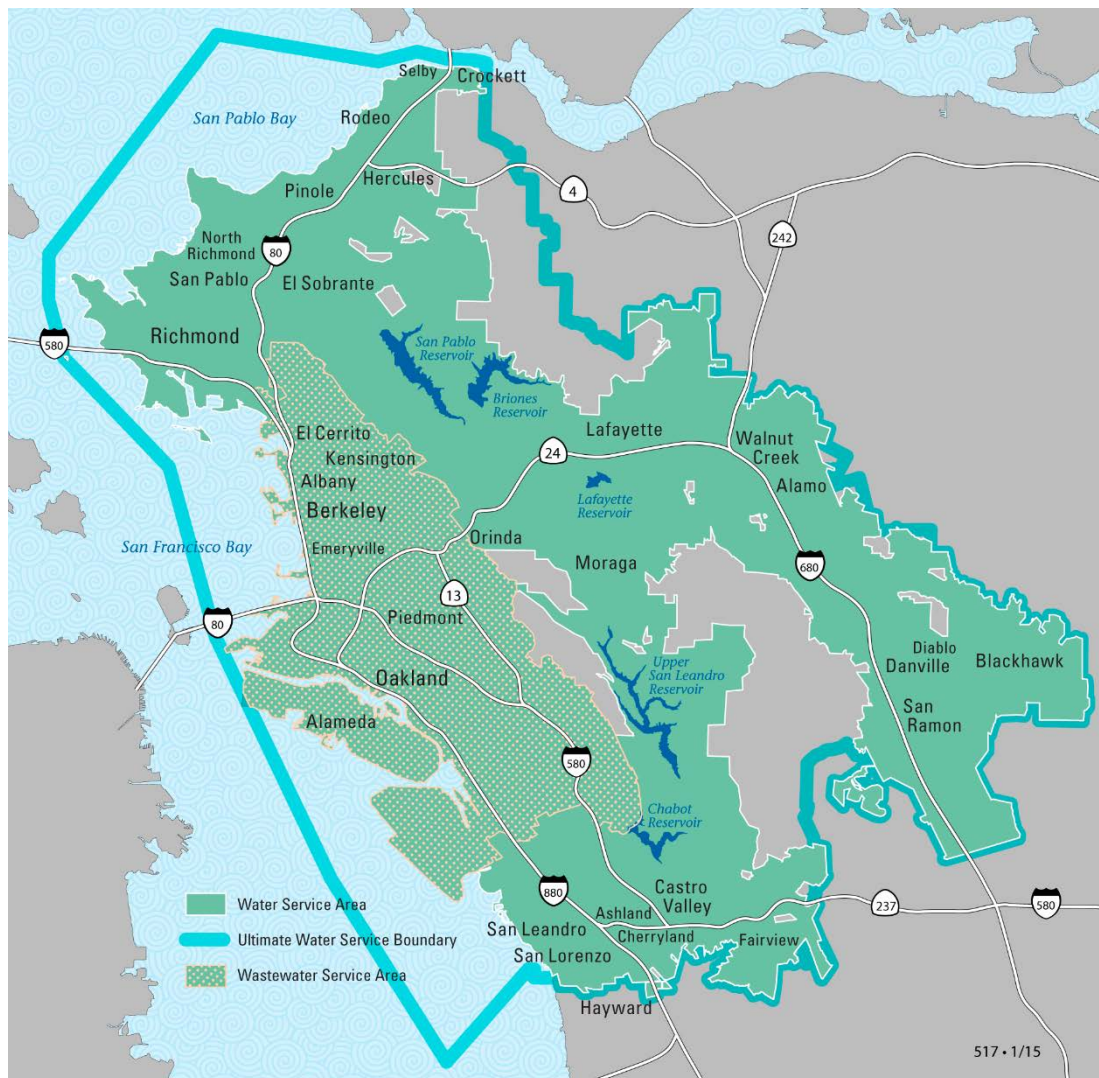 Selby
Crockett
San Pablo Bay
Rodeo
Pinole
Hercules
4
242
North
Richmond
80
San Pablo
El Sobrante
Richmond
580
San Pablo
Reservoir
Briones
Reservoir
El Cerrito
Kensington
Lafayette
Walnut
Creek
24
Albany
Alamo
Berkeley
Lafayette
Reservoir
San Francisco Bay
Emeryville
Orinda
Moraga
680
13
80
Piedmont
Diablo
Danville
Blackhawk
Upper
San Leandro
Reservoir
Oakland
San
Ramon
Alameda
580
Chabot
Reservoir
880
Castro
Valley
237
580
Ashland
San Leandro
Cherryland
Fairview
San Lorenzo
Hayward
Water Service Area
Ultimate Water Service Boundary
Wastewater Service Area
517 • 1/15